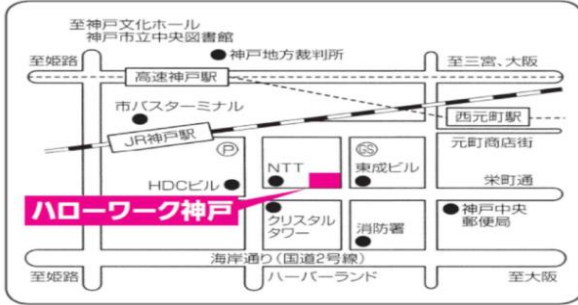 至神戸文化ホール
神戸市立中央図書館
至姫路
神戸地方裁判所
至三宮、大阪
高速神戸駅
市バスターミナル
西元町駅
JR神戸駅
元町商店街
P
GS
NTT
東成ビル
HDCビル
栄町通
ハローワーク神戸
クリスタル
タワー
消防署
神戸中央
郵便局
海岸通り(国道2号線)
至姫路
ハーバーランド
至大阪